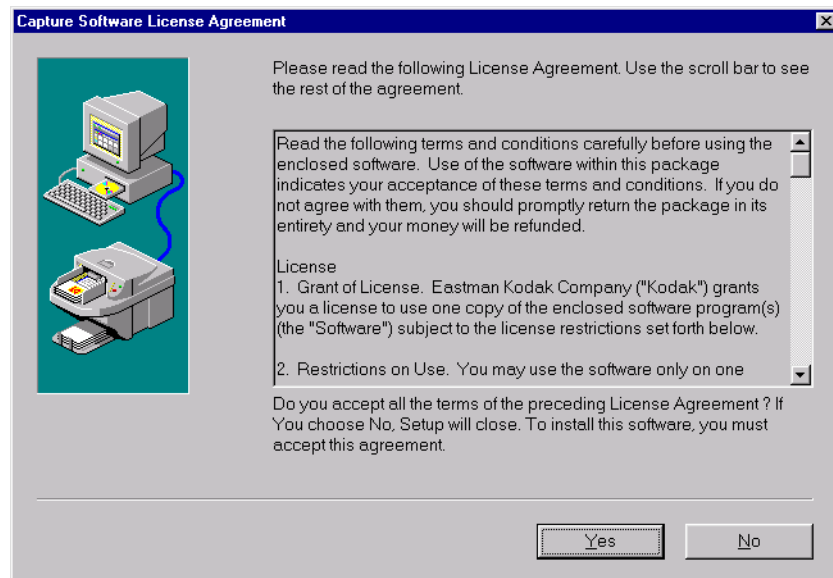 Capture Software License Agreement
Please read the following License Agreement. Use the scroll bar to see
the rest of the agreement.
Read the following terms and conditions carefully before using the
enclosed software.  Use of the software within this package
indicates your acceptance of these terms and conditions.  If you do
not agree with them, you should promptly return the package in its
entirety and your money will be refunded.
License
1.  Grant of License.  Eastman Kodak Company ("Kodak") grants
you a license to use one copy of the enclosed software program(s)
(the "Software") subject to the license restrictions set forth below.
2.  Restrictions on Use.  You may use the software only on one
Do you accept all the terms of the preceding License Agreement ? If
You choose No, Setup will close. To install this software, you must
accept this agreement.
Yes
No